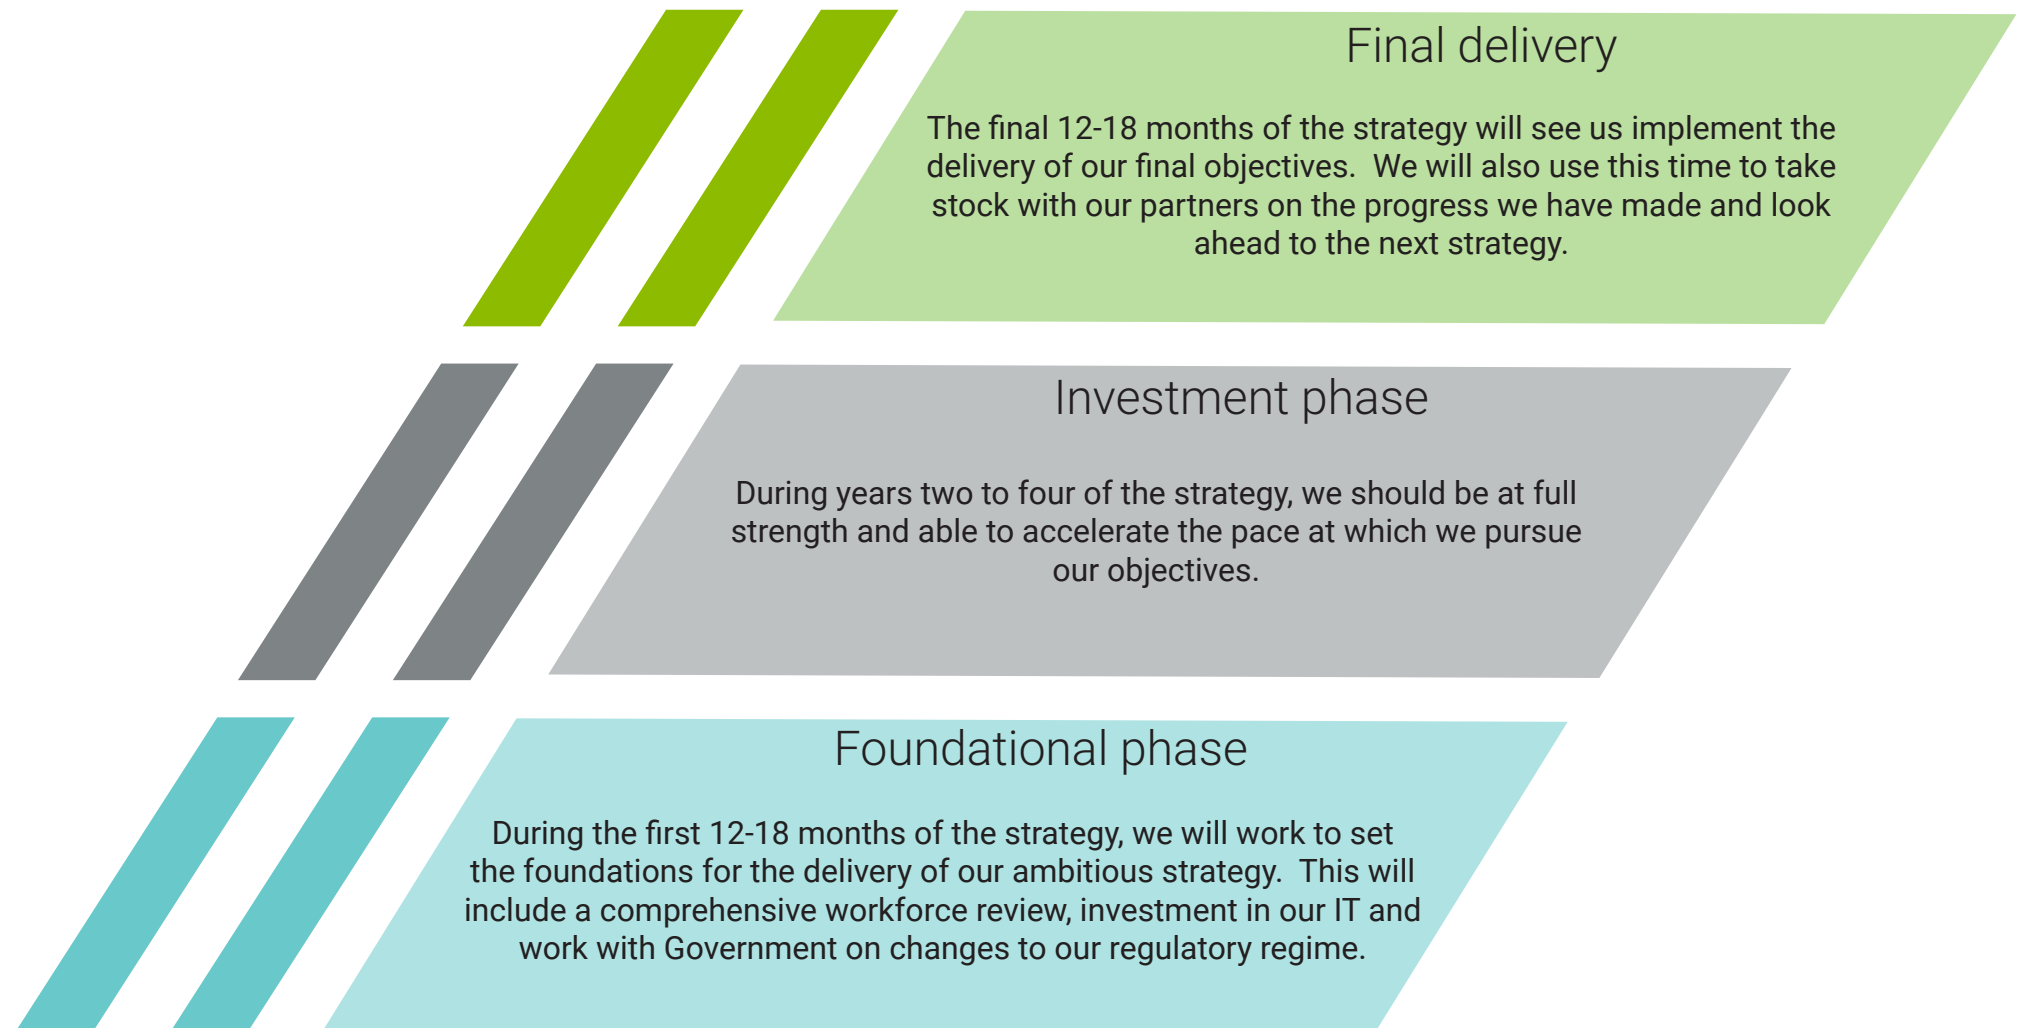 Final delivery
The final 12-18 months of the strategy will see us implement the
delivery of our final objectives.  We will also use this time to take
stock with our partners on the progress we have made and look
ahead to the next strategy.
Investment phase
During years two to four of the strategy, we should be at full
strength and able to accelerate the pace at which we pursue
our objectives.
Foundational phase
During the first 12-18 months of the strategy, we will work to set
the foundations for the delivery of our ambitious strategy.  This will
include a comprehensive workforce review, investment in our IT and
work with Government on changes to our regulatory regime.